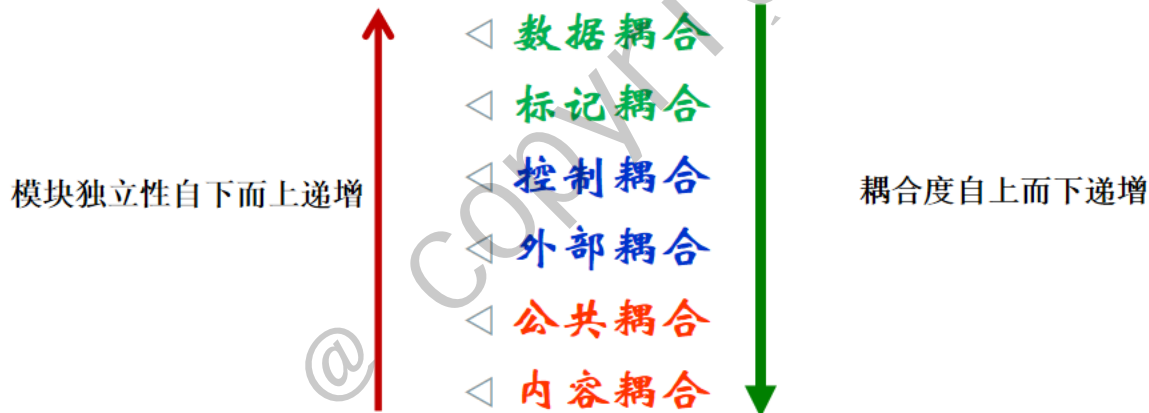 数据耦合
标记耦合
控制耦合
模块独立性自下而上递增
耦合度自上而下递增
外部耦合
公共耦合
内容耦合
@ Copyr